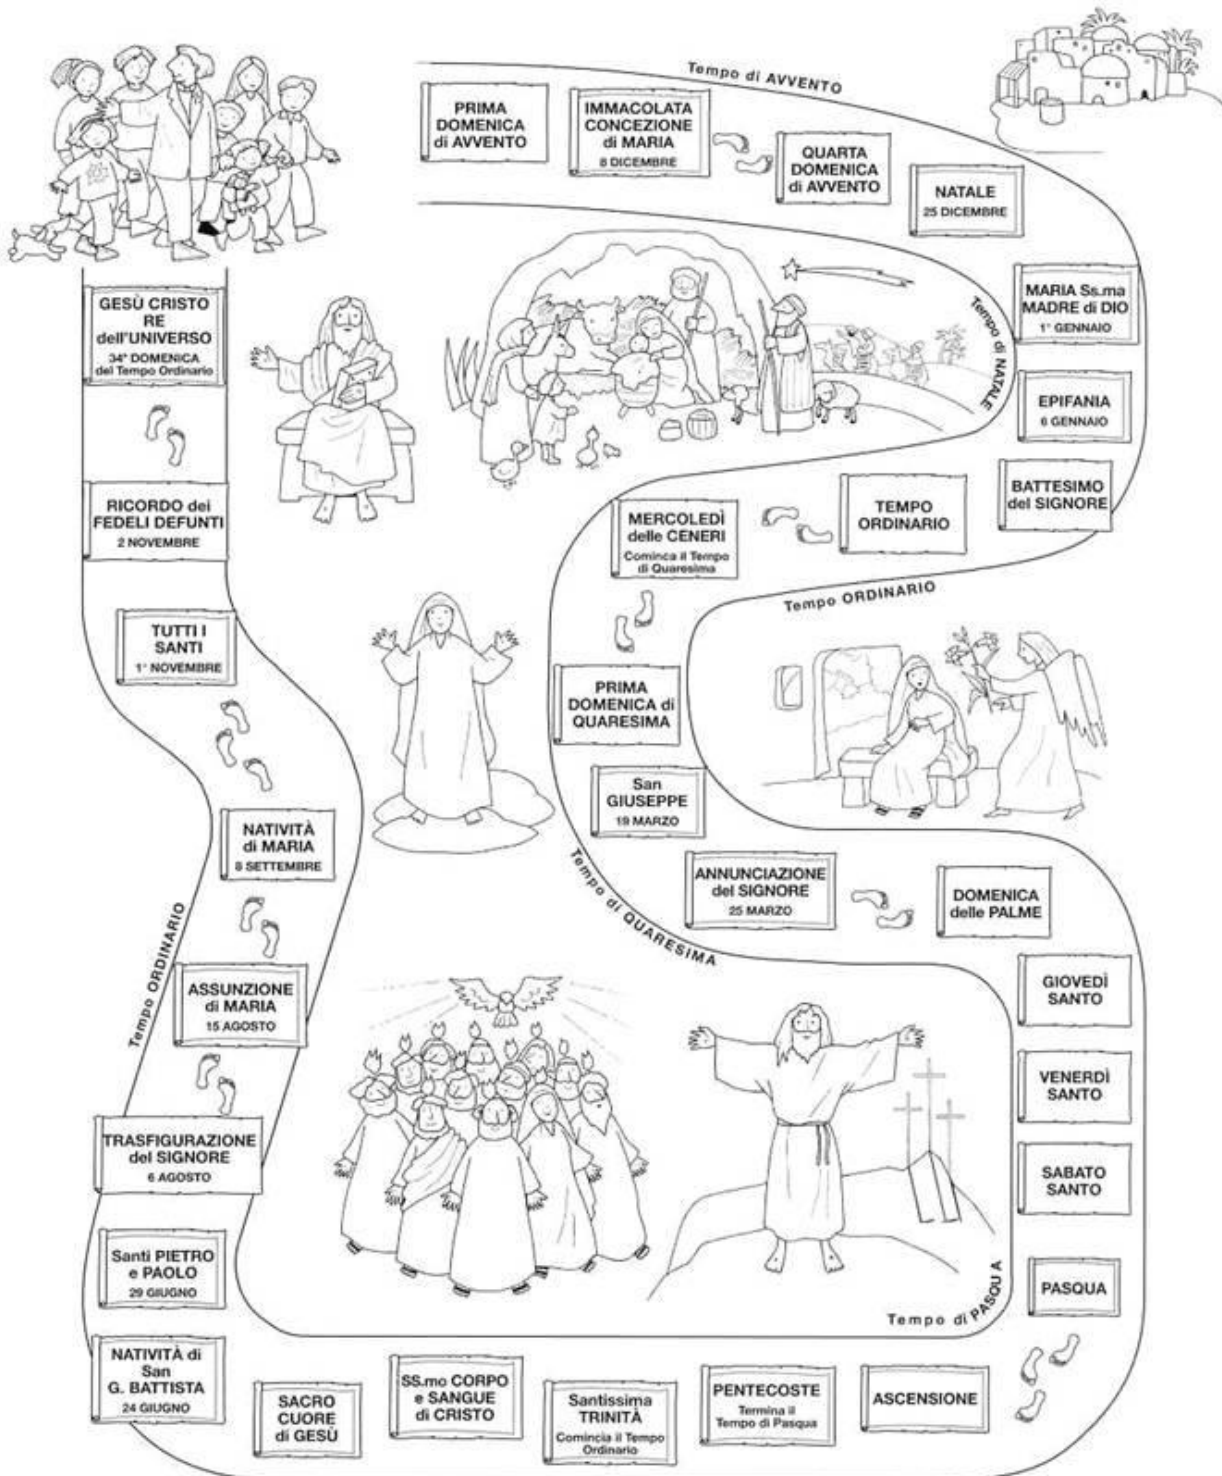 Tempo di AVVENTO
PRIMA
DOMENICA
di AVVENTO
IMMACOLATA
CONCEZIONE
di MARIA
8 DICEMBRE
QUARTA
DOMENICA
di AVVENTO
NATALE
25 DICEMBRE
MARIA Ss.ma
MADRE di DIO
1° GENNAIO
Tempo di NATALE
EPIFANIA
6 GENNAIO
BATTESIMO
del SIGNORE
TEMPO
ORDINARIO
Tempo ORDINARIO
MERCOLEDÌ
delle CENERI
Cominca il Tempo
di Quaresima
PRIMA
DOMENICA di
QUARESIMA
San
GIUSEPPE
19 MARZO
Tempo di QUARESIMA
ANNUNCIAZIONE
del SIGNORE
25 MARZO
DOMENICA
delle PALME
GIOVEDÌ
SANTO
VENERDÌ
SANTO
SABATO
SANTO
PASQUA
Tempo di PASQUA
ASCENSIONE
PENTECOSTE
Termina il
Tempo di Pasqua
Santissima
TRINITÀ
Comincia il Tempo
Ordinario
SS.mo CORPO
e SANGUE
di CRISTO
SACRO
CUORE
di GESÙ
NATIVITÀ di
San
G. BATTISTA
24 GIUGNO
Santi PIETRO
e PAOLO
29 GIUGNO
TRASFIGURAZIONE
del SIGNORE
6 AGOSTO
ASSUNZIONE
di MARIA
15 AGOSTO
Tempo ORDINARIO
NATIVITÀ
di MARIA
8 SETTEMBRE
TUTTI I
SANTI
1° NOVEMBRE
RICORDO dei
FEDELI DEFUNTI
2 NOVEMBRE
GESÙ CRISTO
RE
dell'UNIVERSO
34ª DOMENICA
del Tempo Ordinario